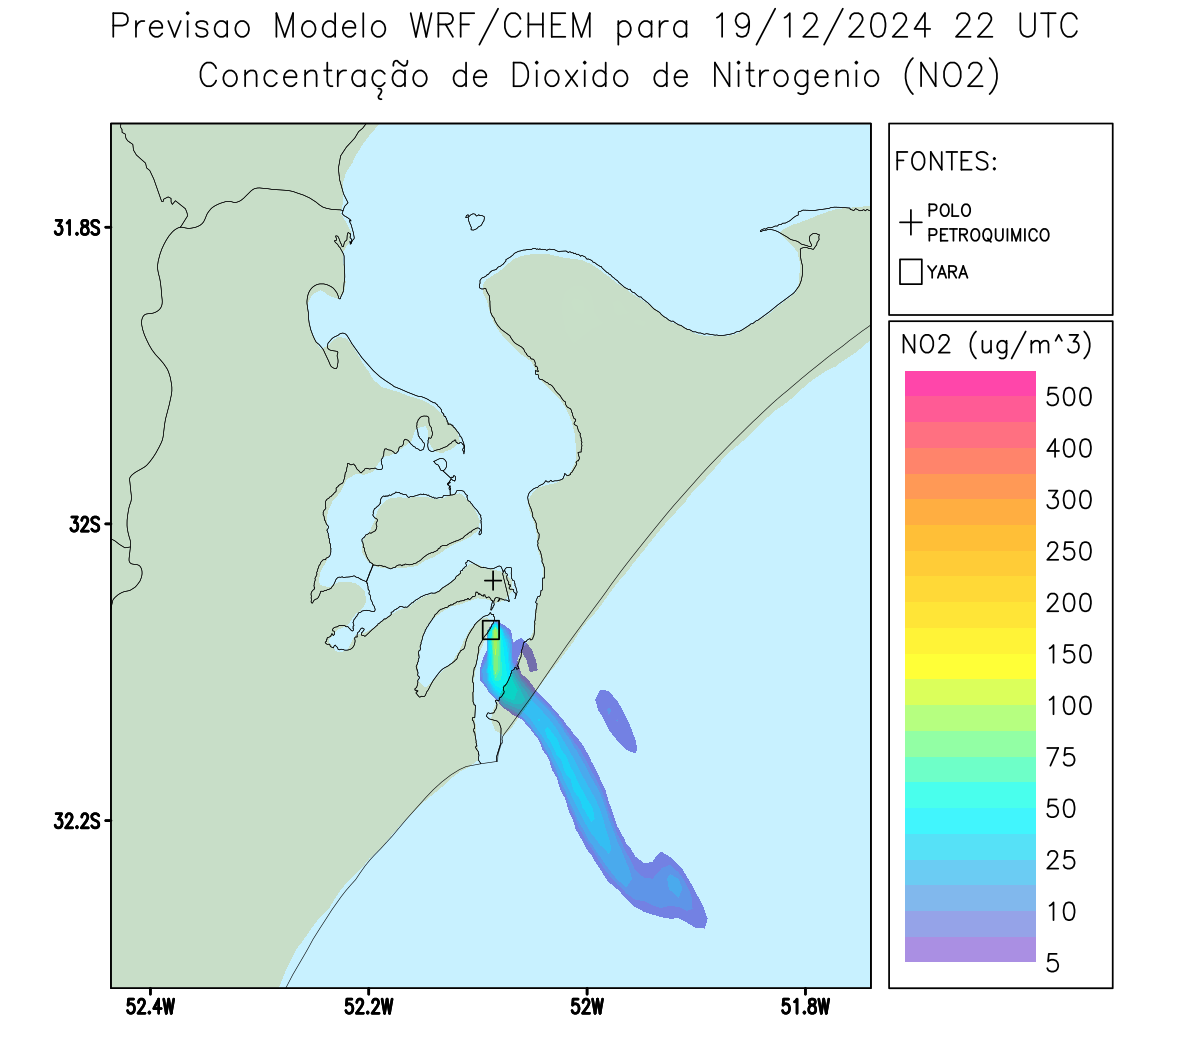 Previsao Modelo WRF/CHEM para 19/12/2024 22 UTC
Concentração de Dioxido de Nitrogenio (NO2)
FONTES:
POLO
PETROQUIMICO
YARA
NO2 (ug/m^3)
500
400
300
250
200
150
100
75
50
25
10
5
31.8S
32S
32.2S
52.4W
52.2W
52W
51.8W